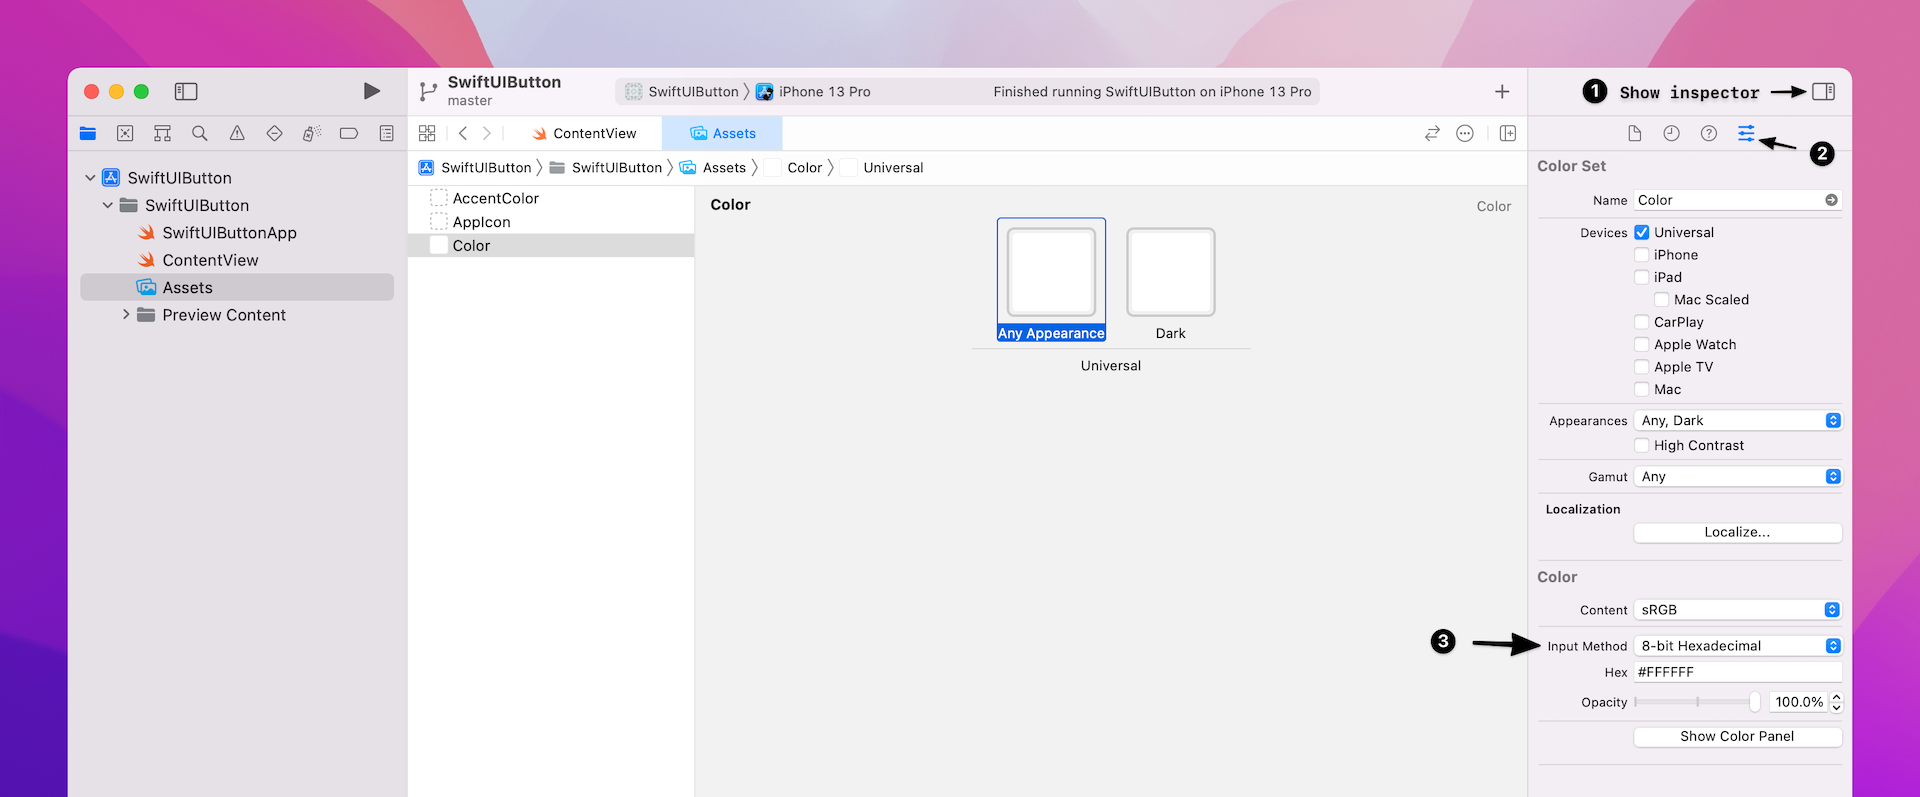 SwiftUIButton
master
SwiftUIButton
iPhone 13 Pro
Finished running SwiftUIButton on iPhone 13 Pro
1 Show inspector
ContentView
Assets
2
SwiftUIButton
SwiftUIButton
Assets
Color
Universal
SwiftUIButton
SwiftUIButton
SwiftUIButtonApp
ContentView
Assets
Preview Content
AccentColor
AppIcon
Color
Color
Color
Any Appearance
Dark
Universal
Color Set
Name Color
Devices Universal
iPhone
iPad
Mac Scaled
CarPlay
Apple Watch
Apple TV
Mac
Appearances Any, Dark
High Contrast
Gamut Any
Localization
Localize...
Color
Content sRGB
3 Input Method 8-bit Hexadecimal
Hex #FFFFFF
Opacity 100.0%
Show Color Panel